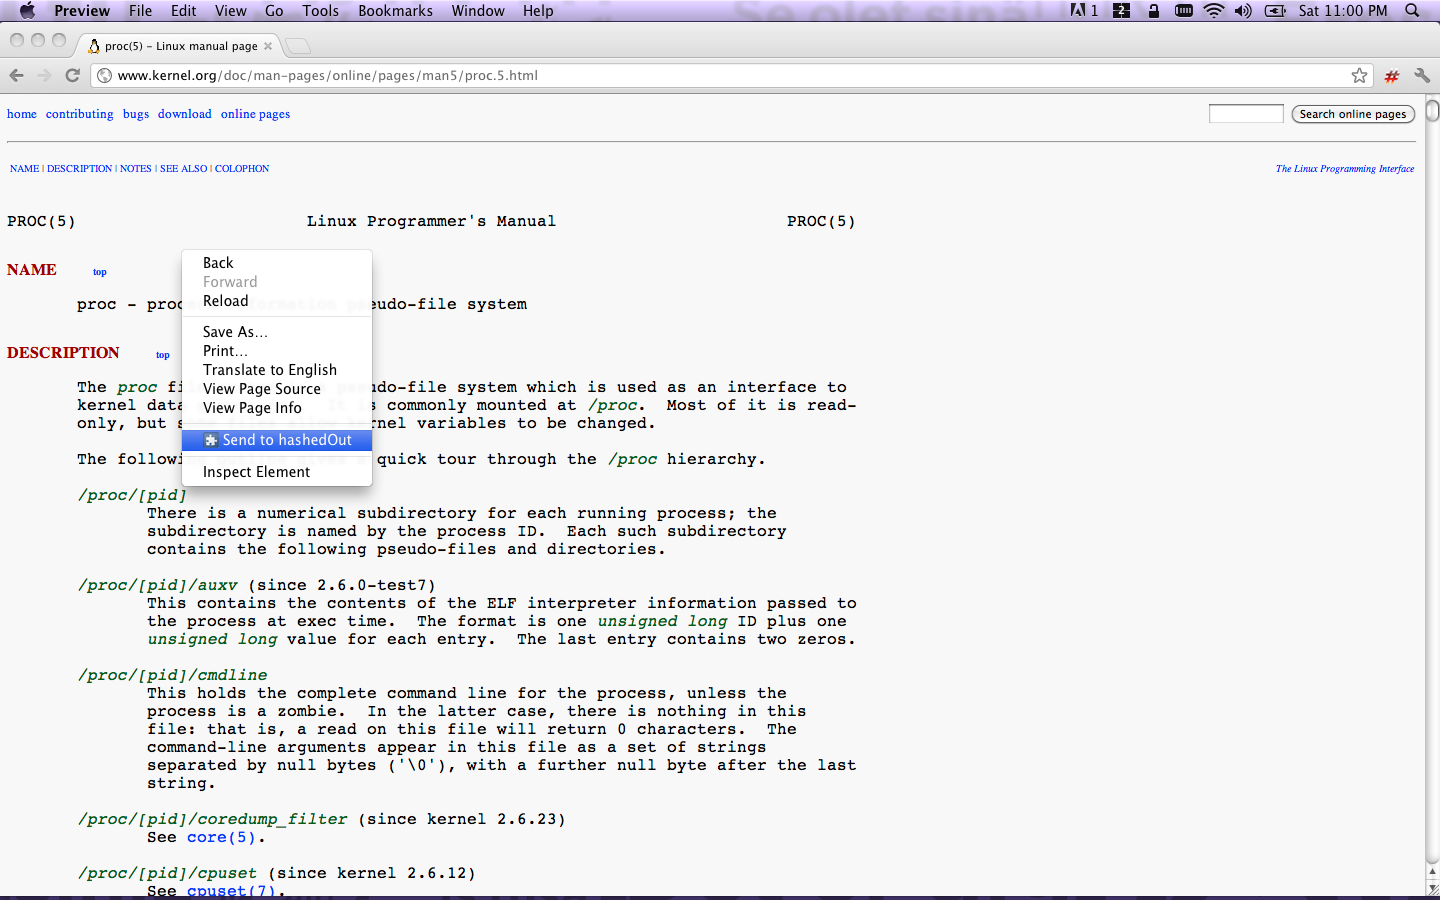 Preview File Edit View Go Tools Bookmarks Window Help 1 2 Sat 11:00 PM
proc(5) – Linux manual page
www.kernel.org/doc/man-pages/online/pages/man5/proc.5.html
home contributing bugs download online pages Search online pages
NAME | DESCRIPTION | NOTES | SEE ALSO | COLOPHON The Linux Programming Interface
PROC(5) Linux Programmer's Manual PROC(5)
NAME top
proc - proc pseudo-file system
DESCRIPTION top
The proc fi pseudo-file system which is used as an interface to
kernel data is commonly mounted at /proc. Most of it is read-
only, but kernel variables to be changed.
The following quick tour through the /proc hierarchy.
Back
Forward
Reload
Save As...
Print...
Translate to English
View Page Source
View Page Info
Send to hashedOut
Inspect Element
/proc/[pid]
There is a numerical subdirectory for each running process; the
subdirectory is named by the process ID. Each such subdirectory
contains the following pseudo-files and directories.
/proc/[pid]/auxv (since 2.6.0-test7)
This contains the contents of the ELF interpreter information passed to
the process at exec time. The format is one unsigned long ID plus one
unsigned long value for each entry. The last entry contains two zeros.
/proc/[pid]/cmdline
This holds the complete command line for the process, unless the
process is a zombie. In the latter case, there is nothing in this
file: that is, a read on this file will return 0 characters. The
command-line arguments appear in this file as a set of strings
separated by null bytes ('\0'), with a further null byte after the last
string.
/proc/[pid]/coredump_filter (since kernel 2.6.23)
See core(5).
/proc/[pid]/cpuset (since kernel 2.6.12)
See cpuset(7).